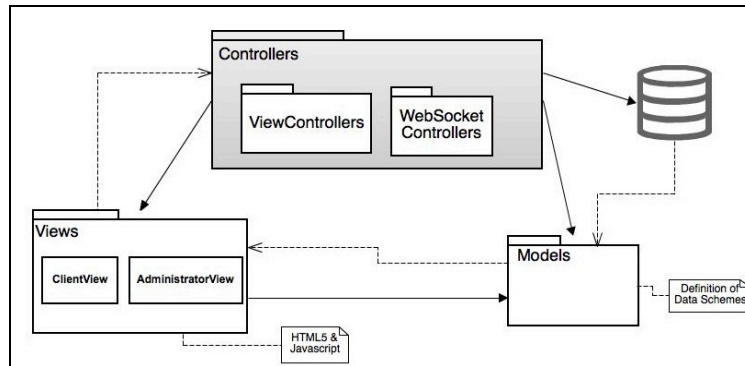 Controllers
ViewControllers
WebSocket
Controllers
Views
ClientView
AdministratorView
Models
Definition of
Data Schemes
HTML5 &
Javascript